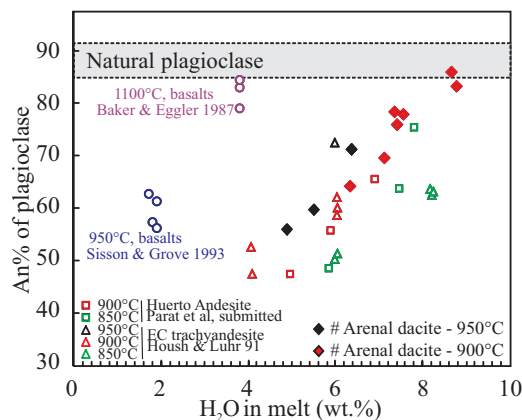 90
80
70
60
50
40
30
An% of plagioclase
Natural plagioclase
1100°C, basalts
Baker & Eggler 1987
950°C, basalts
Sisson & Grove 1993
900°C Huerto Andesite
850°C Parat et al, submitted
950°C EC trachyandesite
900°C Housh & Luhr 91
850°C
# Arenal dacite - 950°C
# Arenal dacite - 900°C
0 2 4 6 8 10
H2O in melt (wt.%)